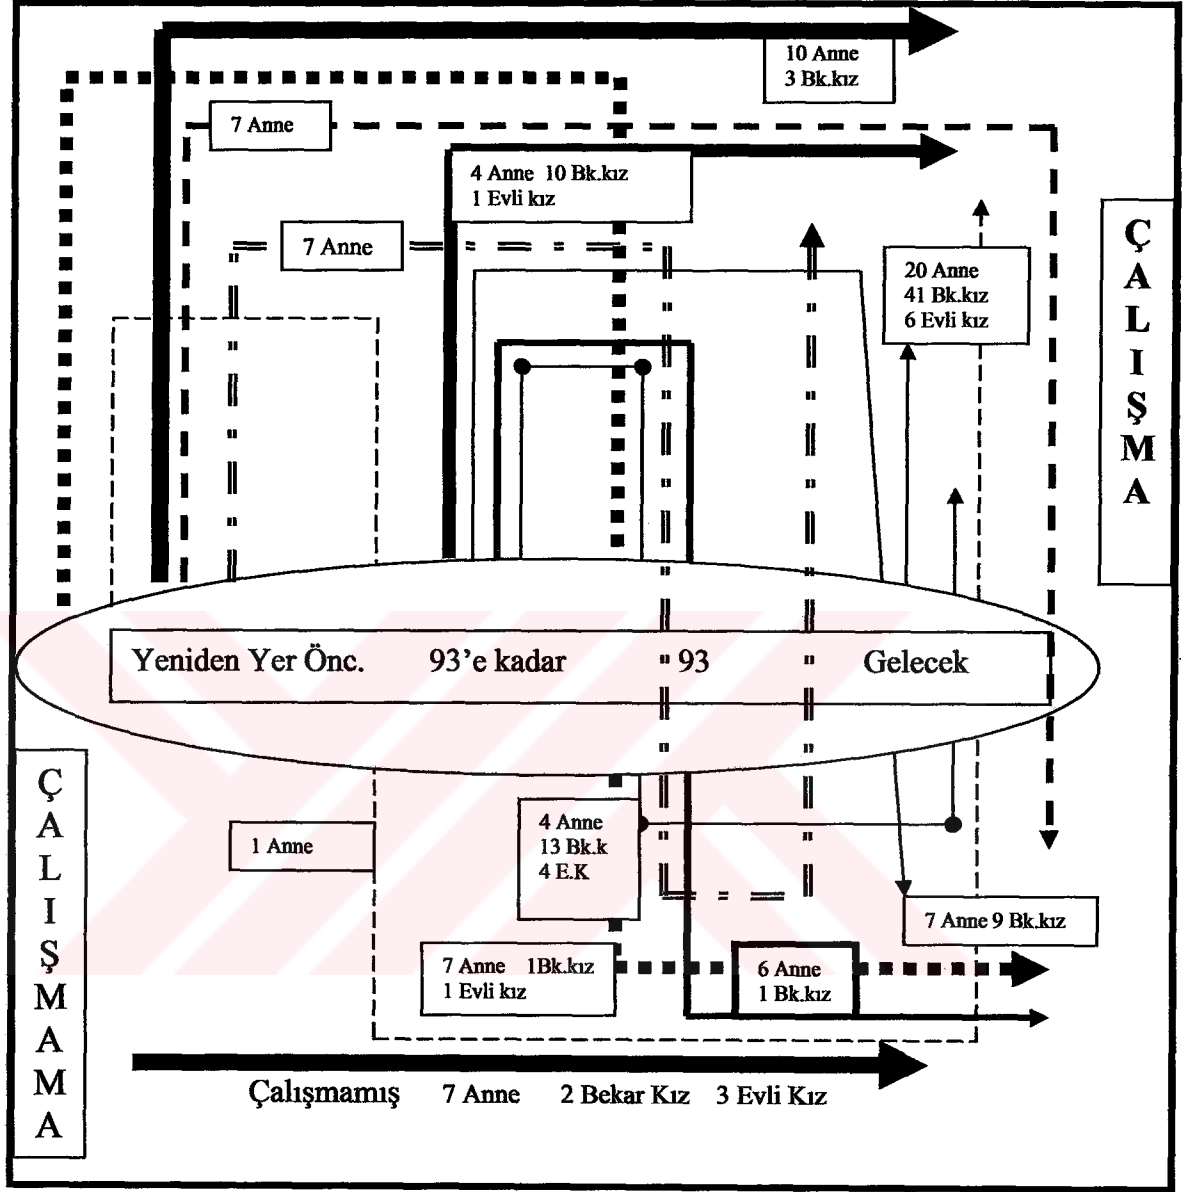 10 Anne
3 Bk.kız
7 Anne
4 Anne 10 Bk.kız
1 Evli kız
7 Anne
20 Anne
41 Bk.kız
6 Evli kız
ÇALIŞMA
Yeniden Yer Önc. 93'e kadar 93 Gelecek
ÇALIŞMAMA
1 Anne
4 Anne
13 Bk.k
4 E.K
7 Anne 9 Bk.kız
7 Anne 1Bk.kız
1 Evli kız
6 Anne
1 Bk.kız
Çalışmamış 7 Anne 2 Bekar Kız 3 Evli Kız